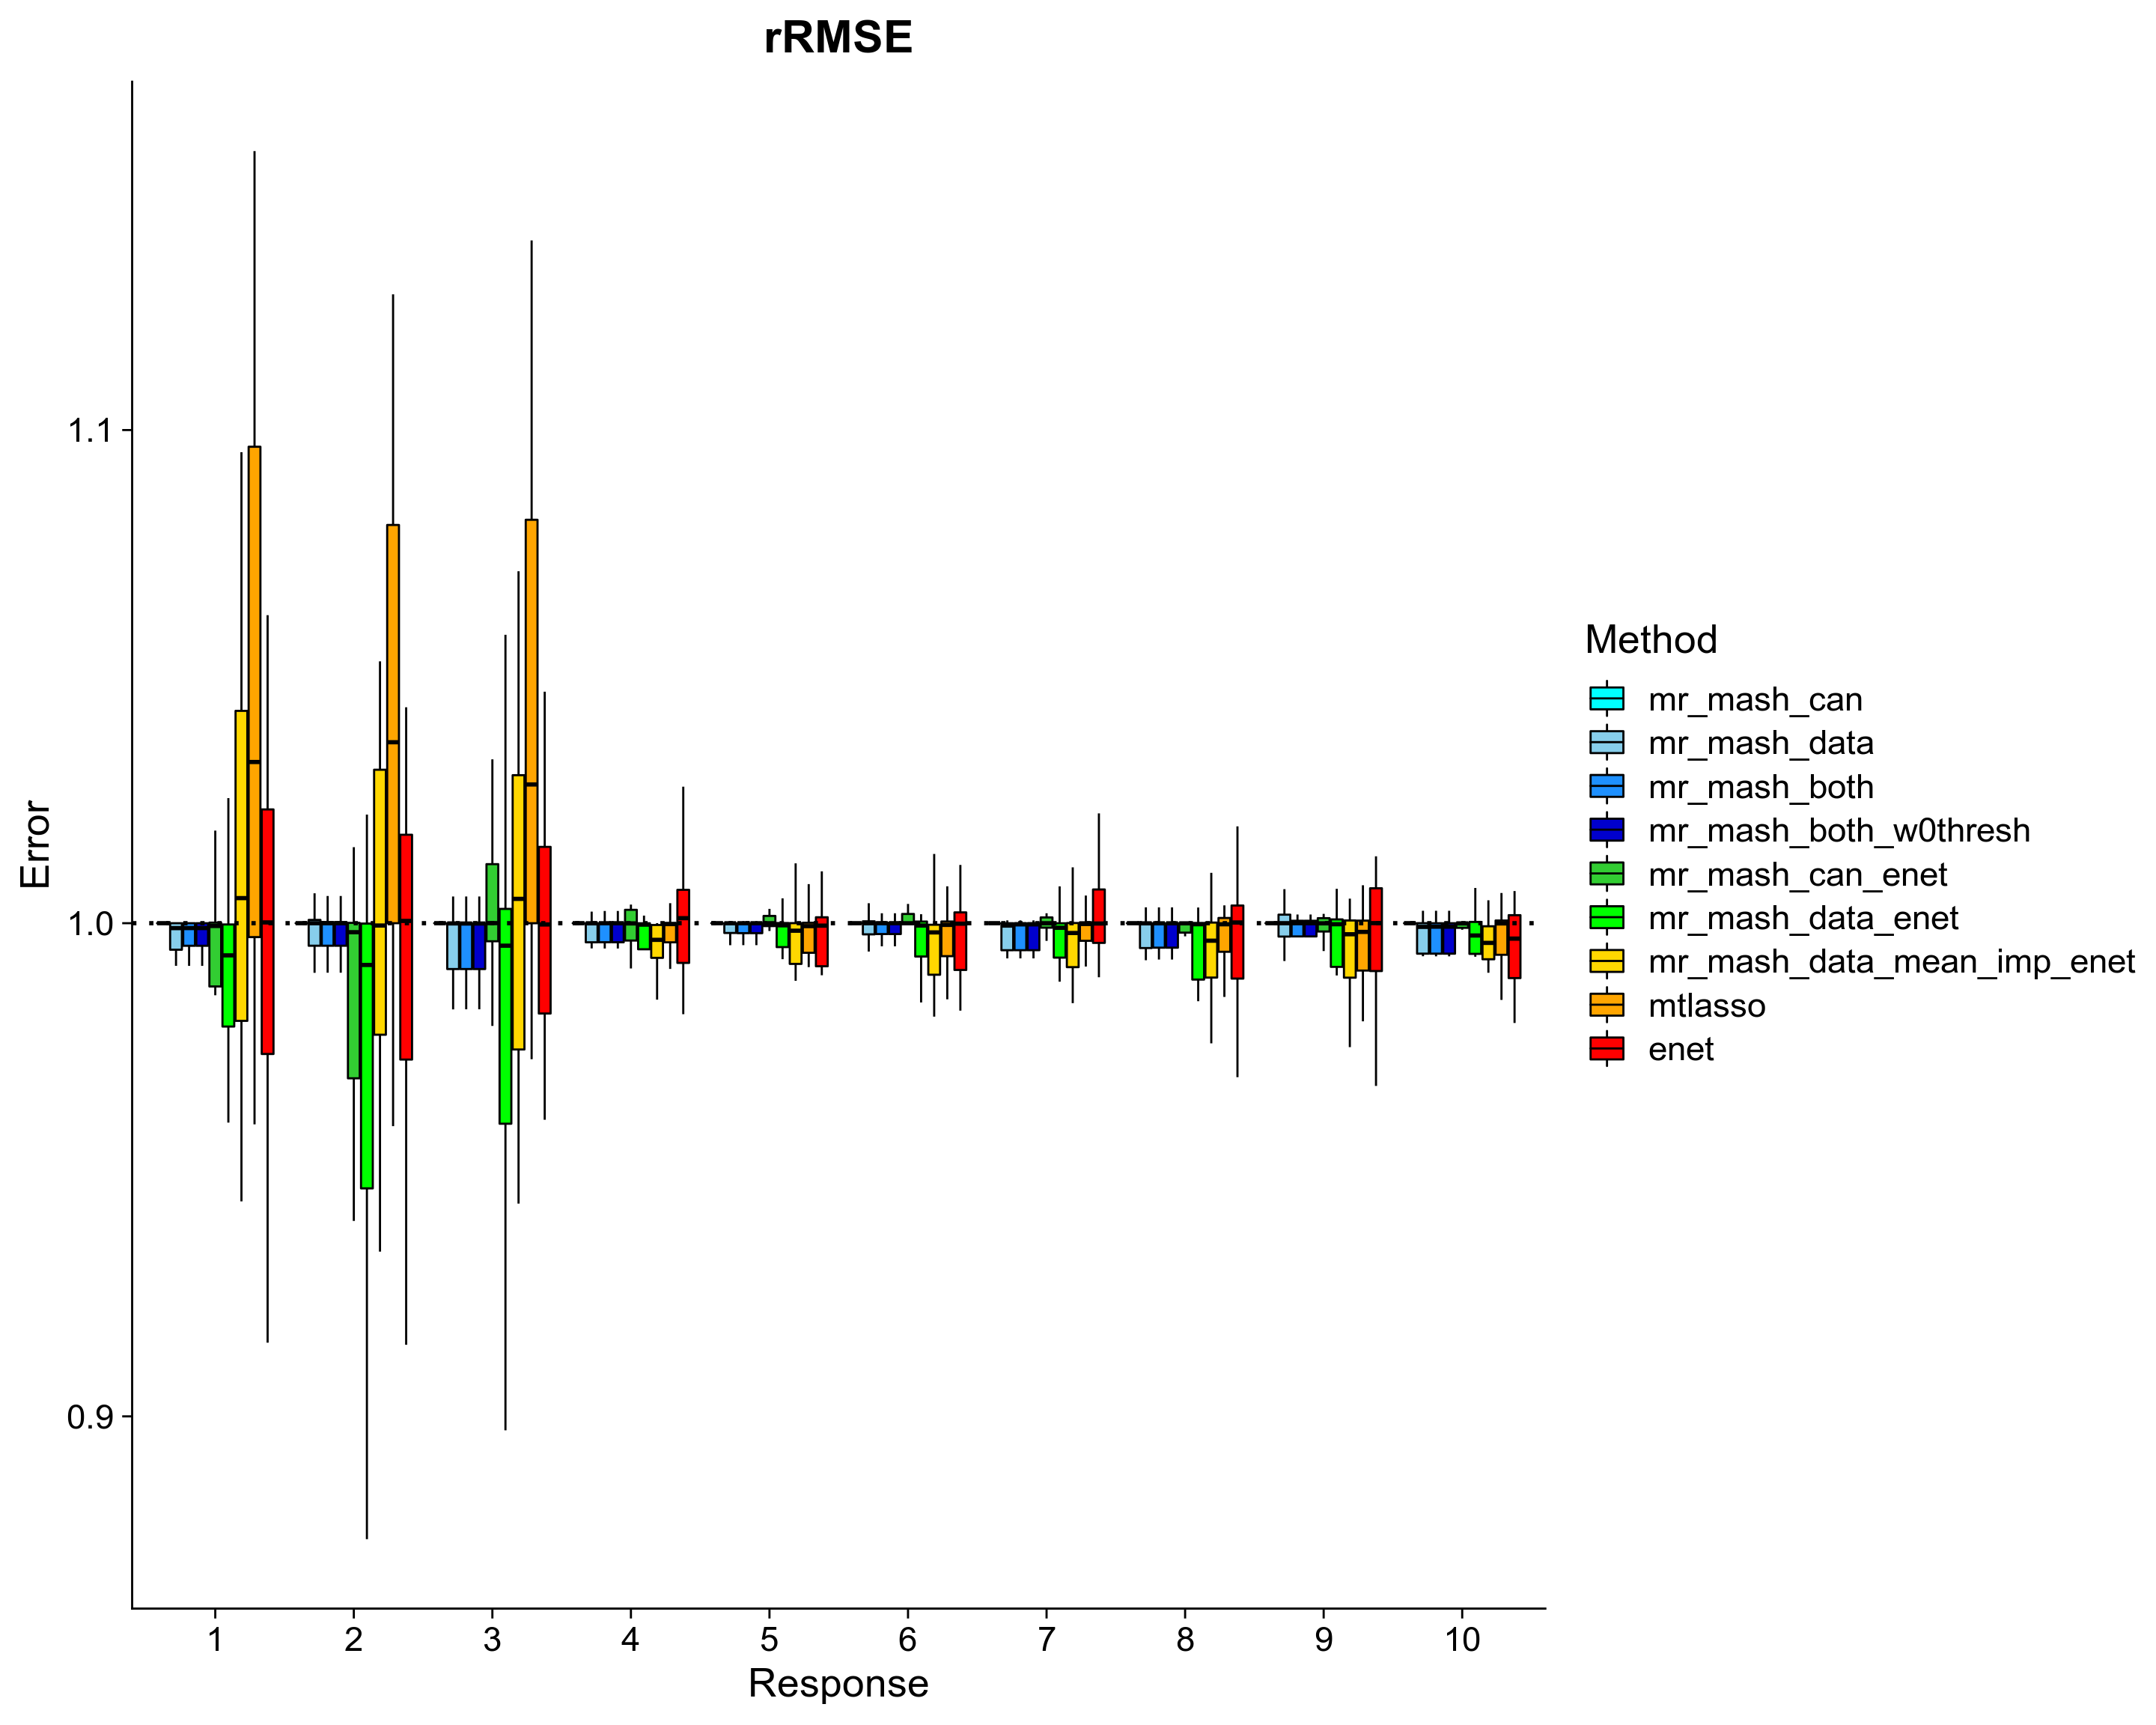 rRMSE
Error
1.1
1.0
0.9
1 2 3 4 5 6 7 8 9 10
Response
Method
mr_mash_can
mr_mash_data
mr_mash_both
mr_mash_both_w0thresh
mr_mash_can_enet
mr_mash_data_enet
mr_mash_data_mean_imp_enet
mtlasso
enet